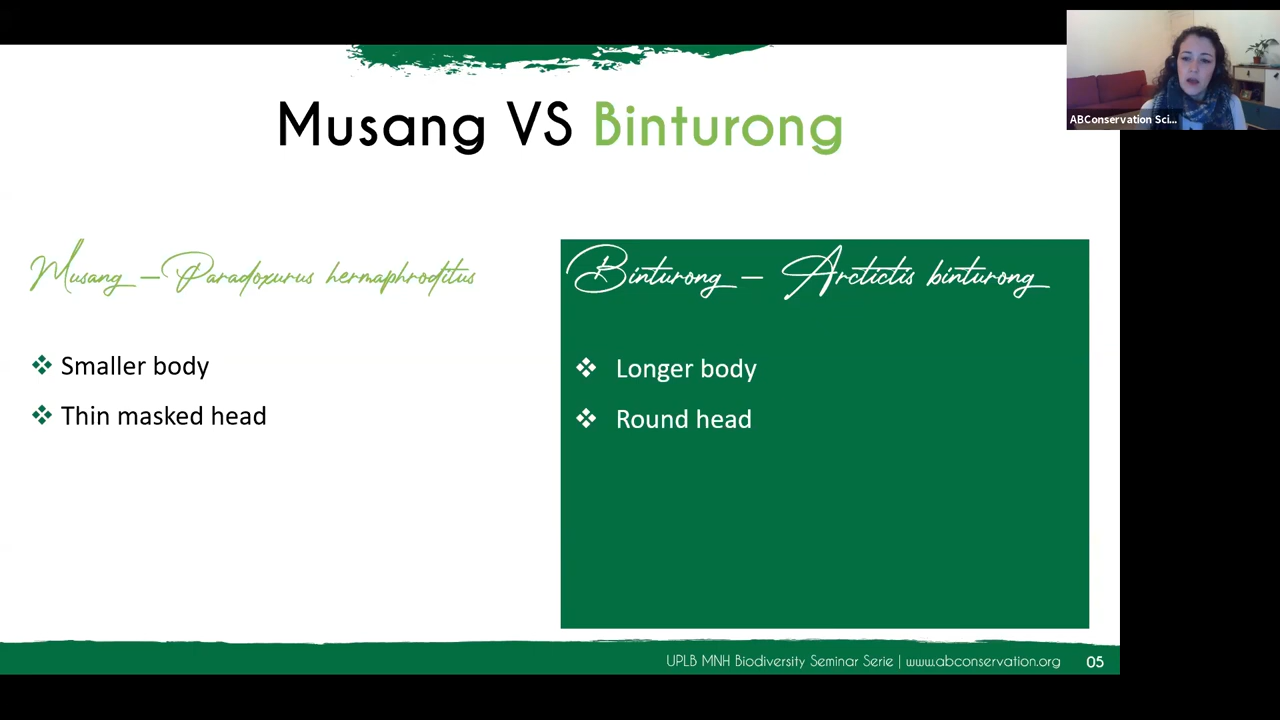 Musang VS Binturong
Musang – Paradoxurus hermaphroditus
❖ Smaller body
❖ Thin masked head
Binturong – Arctictis binturong
❖ Longer body
❖ Round head
UPLB MNH Biodiversity Seminar Serie | www.abconservation.org 05
ABConservation Sci...